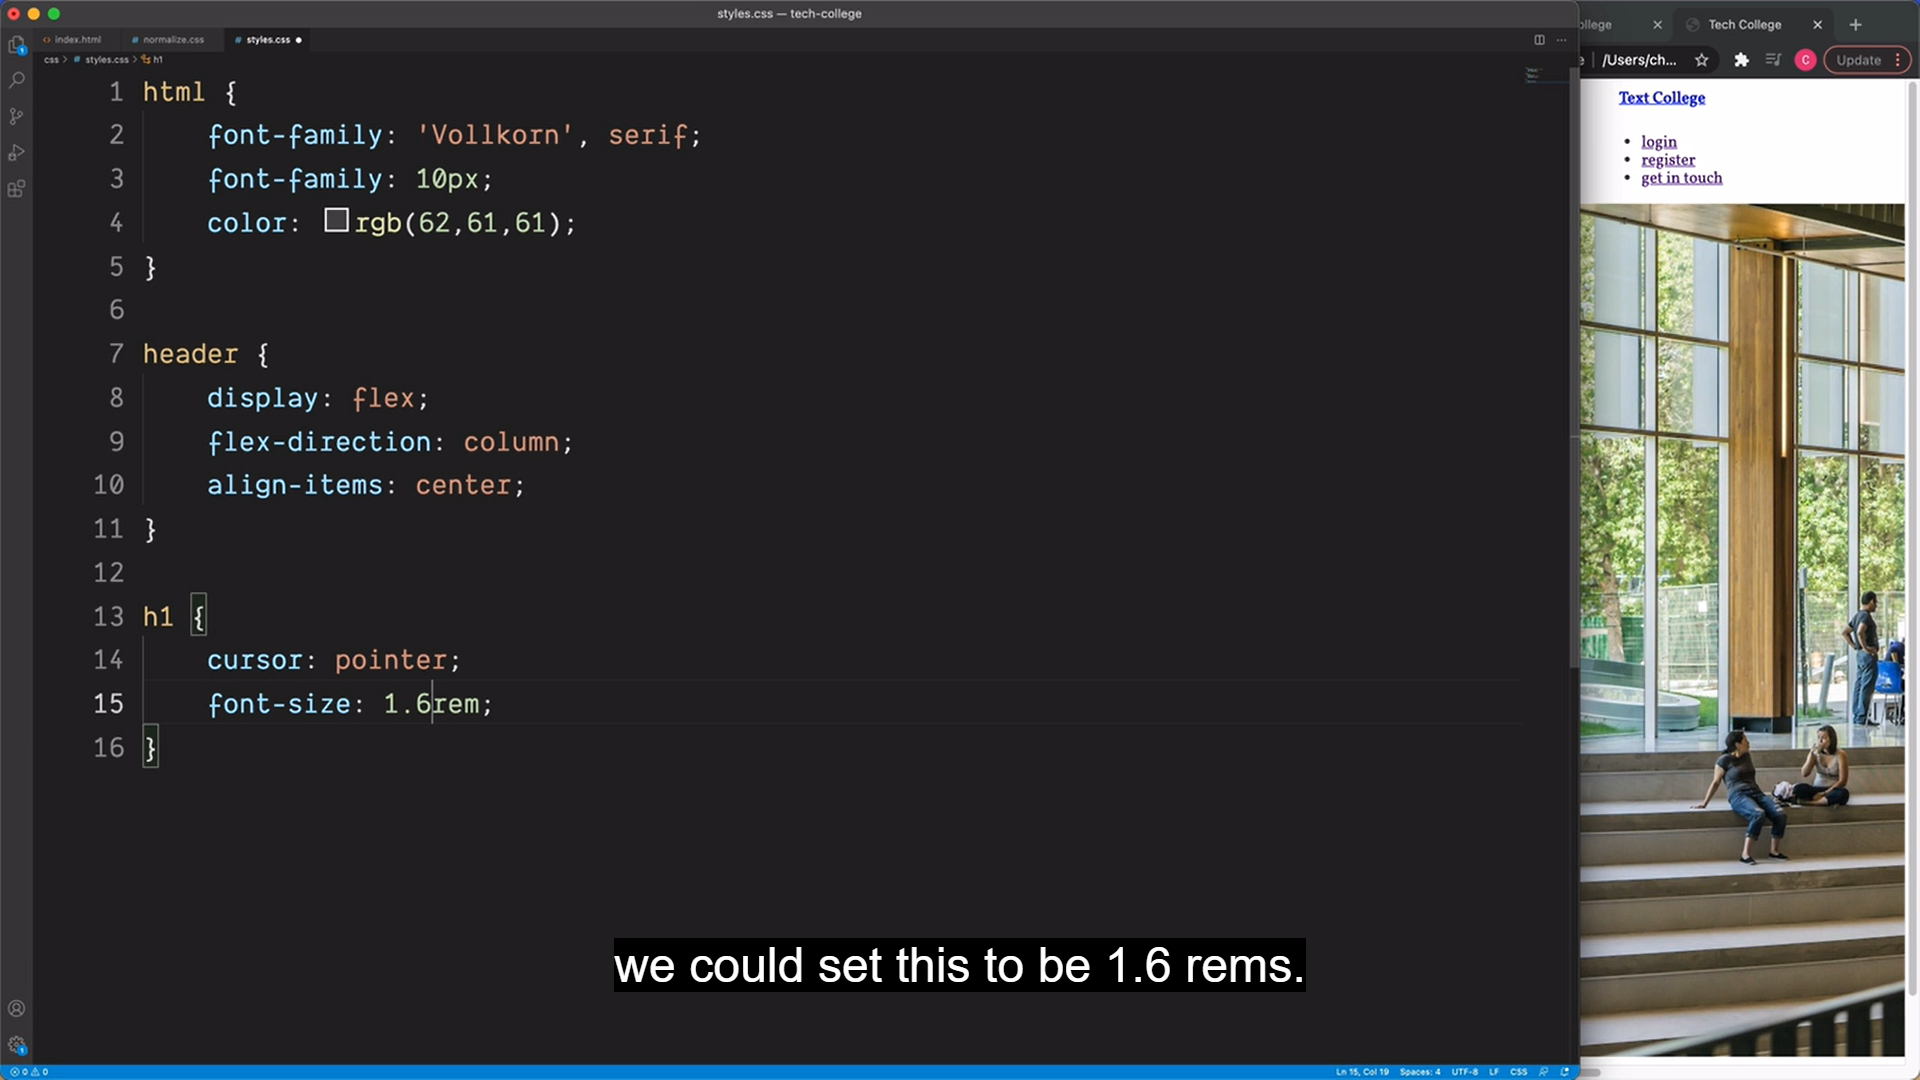 styles.css — tech-college
index.html
normalize.css
styles.css
css > # styles.css > h1
1 html {
2 font-family: 'Vollkorn', serif;
3 font-family: 10px;
4 color: rgb(62,61,61);
5 }
6
7 header {
8 display: flex;
9 flex-direction: column;
10 align-items: center;
11 }
12
13 h1 {
14 cursor: pointer;
15 font-size: 1.6rem;
16 }
we could set this to be 1.6 rems.
0 0
Ln 15, Col 19 Spaces: 4 UTF-8 LF CSS
llege
Tech College
e | /Users/ch...
C
Update
Text College
• login
• register
• get in touch